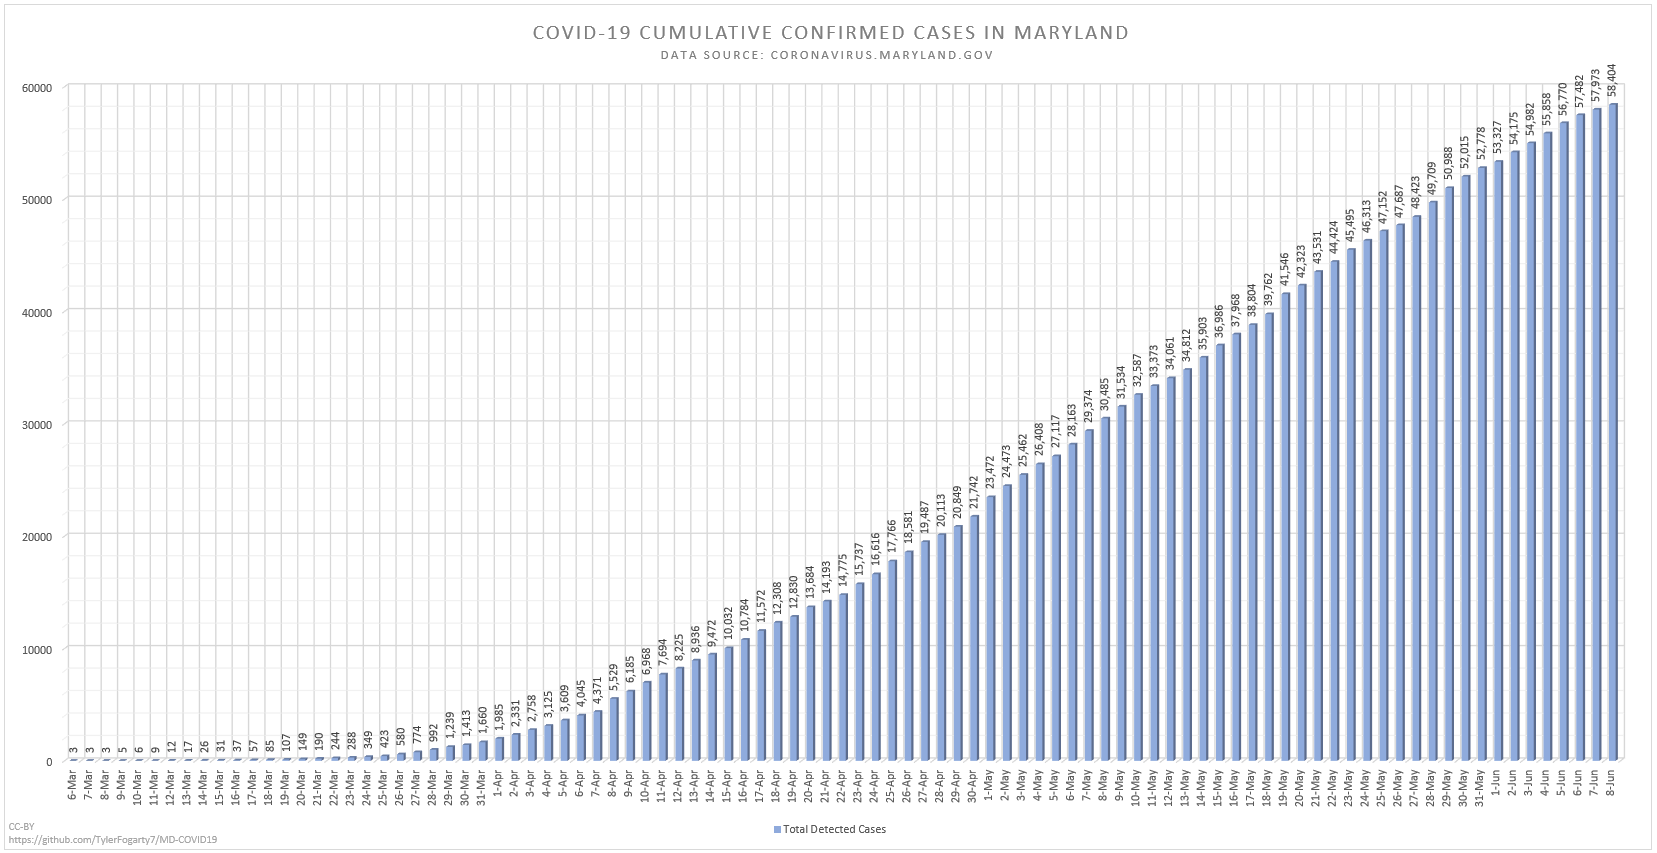 COVID-19 CUMULATIVE CONFIRMED CASES IN MARYLAND
DATA SOURCE: CORONAVIRUS.MARYLAND.GOV
60000
50000
40000
30000
20000
10000
0
3 3 3 5 6 9 12 17 26 31 37 57 85 107 149 190 244 288 349 423 580 774 992 1,239 1,413 1,660 1,985 2,331 2,758 3,125 3,609 4,045 4,371 5,529 6,185 6,968 7,694 8,225 8,936 9,472 10,032 10,784 11,572 12,308 12,830 13,684 14,193 14,775 15,737 16,616 17,766 18,581 19,487 20,113 20,849 21,742 23,472 24,473 25,462 26,408 27,117 28,163 29,374 30,485 31,534 32,587 33,373 34,061 34,812 35,903 36,986 37,968 38,804 39,762 41,546 42,323 43,531 44,424 45,495 46,313 47,152 47,687 48,423 49,709 50,988 52,015 52,778 53,327 54,175 54,982 55,858 56,770 57,482 57,973 58,404
6-Mar 7-Mar 8-Mar 9-Mar 10-Mar 11-Mar 12-Mar 13-Mar 14-Mar 15-Mar 16-Mar 17-Mar 18-Mar 19-Mar 20-Mar 21-Mar 22-Mar 23-Mar 24-Mar 25-Mar 26-Mar 27-Mar 28-Mar 29-Mar 30-Mar 31-Mar 1-Apr 2-Apr 3-Apr 4-Apr 5-Apr 6-Apr 7-Apr 8-Apr 9-Apr 10-Apr 11-Apr 12-Apr 13-Apr 14-Apr 15-Apr 16-Apr 17-Apr 18-Apr 19-Apr 20-Apr 21-Apr 22-Apr 23-Apr 24-Apr 25-Apr 26-Apr 27-Apr 28-Apr 29-Apr 30-Apr 1-May 2-May 3-May 4-May 5-May 6-May 7-May 8-May 9-May 10-May 11-May 12-May 13-May 14-May 15-May 16-May 17-May 18-May 19-May 20-May 21-May 22-May 23-May 24-May 25-May 26-May 27-May 28-May 29-May 30-May 31-May 1-Jun 2-Jun 3-Jun 4-Jun 5-Jun 6-Jun 7-Jun 8-Jun
Total Detected Cases
CC-BY
https://github.com/TylerFogarty7/MD-COVID19